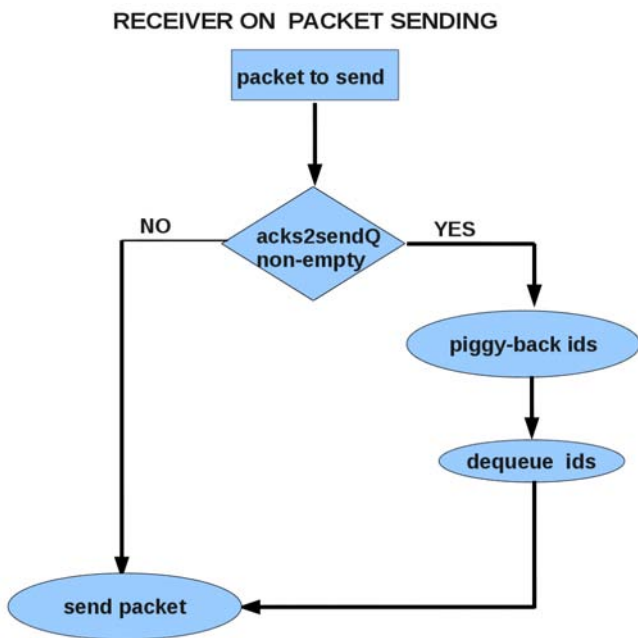 RECEIVER ON PACKET SENDING
packet to send
acks2sendQ
non-empty
NO
YES
piggy-back ids
dequeue ids
send packet